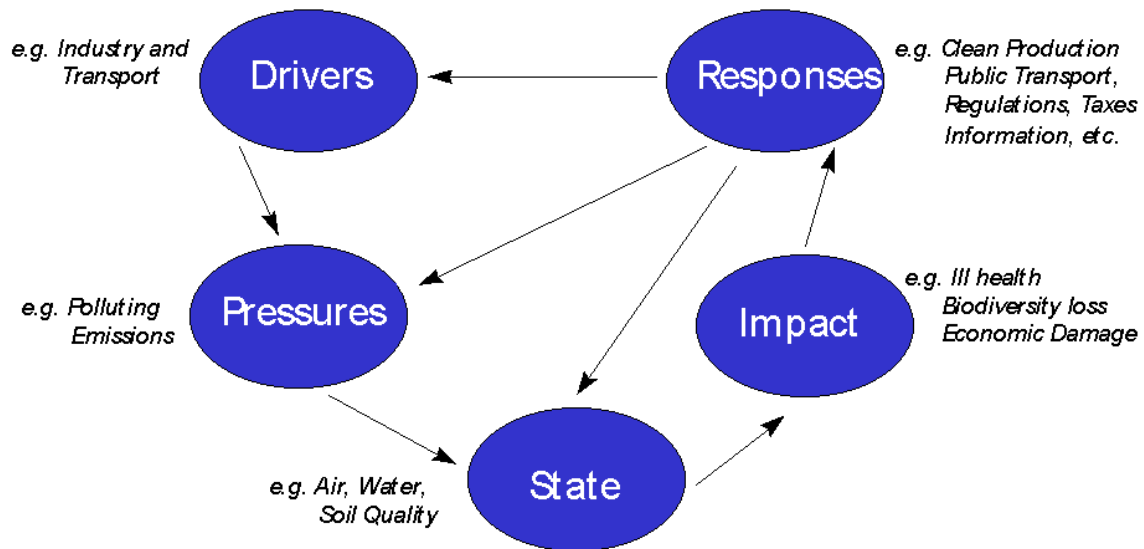 e.g. Industry and
Transport
Drivers
Responses
e.g. Clean Production
Public Transport,
Regulations, Taxes
Information, etc.
e.g. Polluting
Emissions
Pressures
Impact
e.g. Ill health
Biodiversity loss
Economic Damage
e.g. Air, Water,
Soil Quality
State